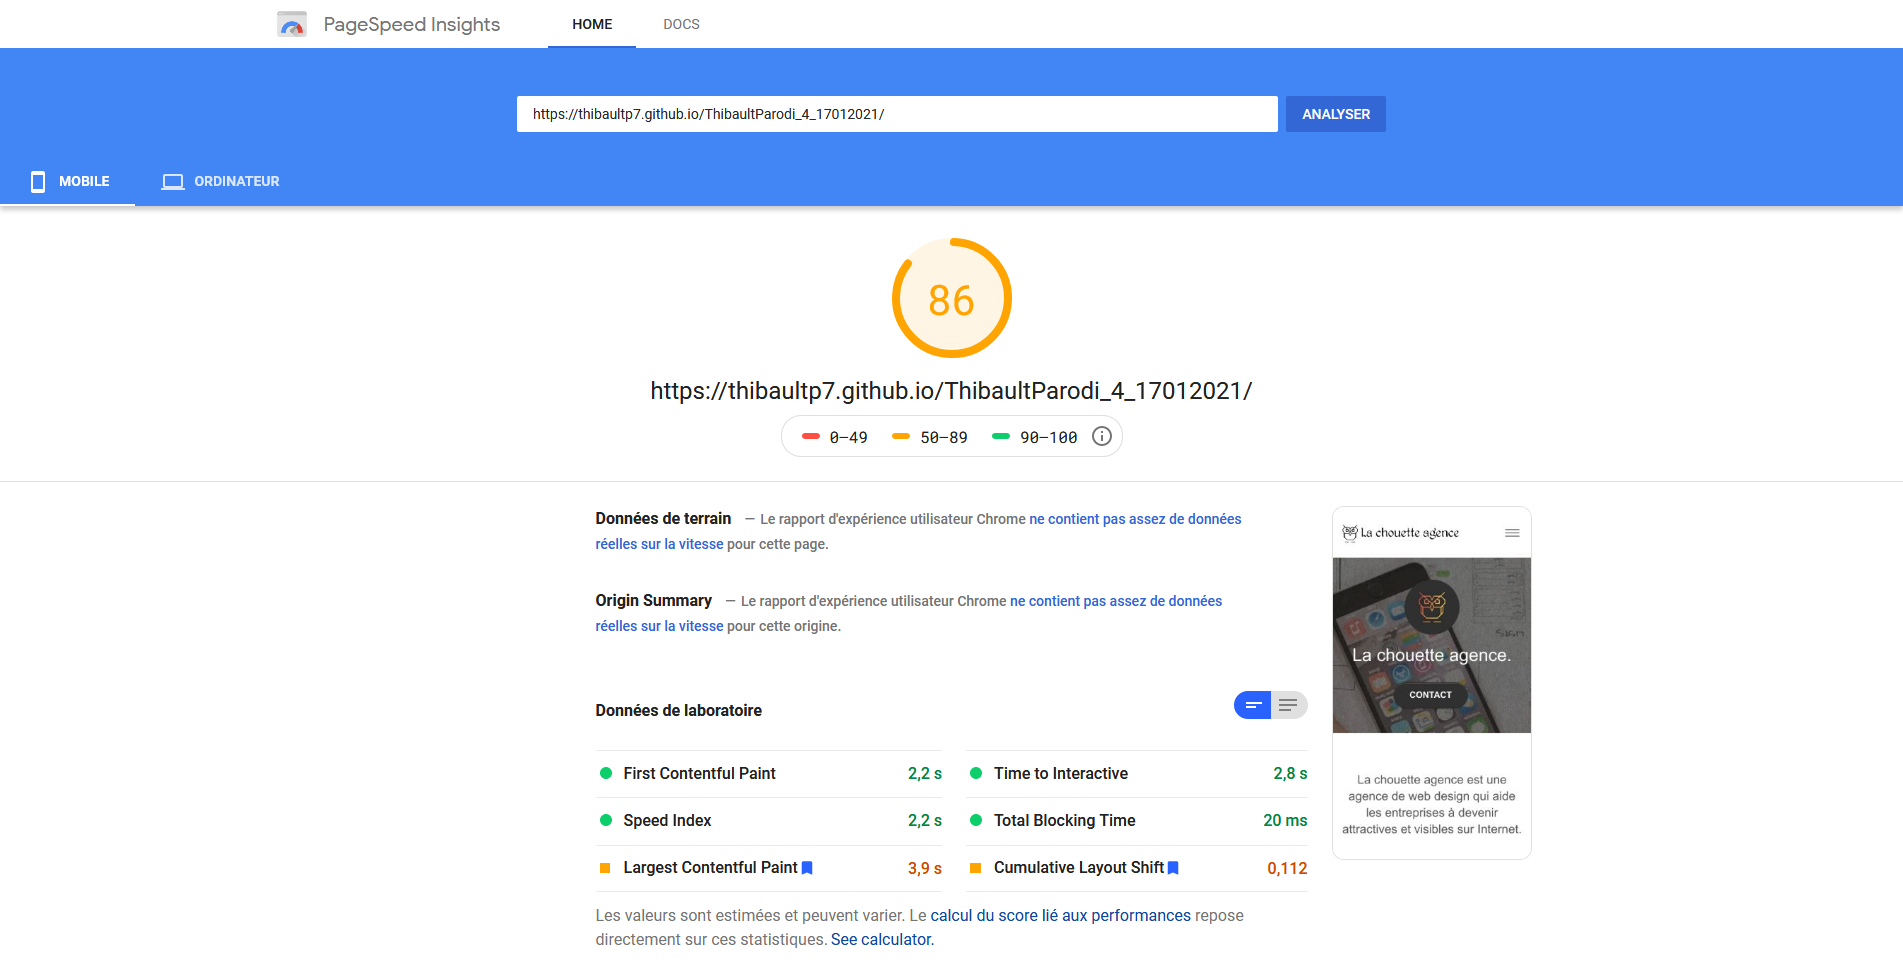 PageSpeed Insights
HOME
DOCS
https://thibaultp7.github.io/ThibaultParodi_4_17012021/
ANALYSER
MOBILE
ORDINATEUR
86
https://thibaultp7.github.io/ThibaultParodi_4_17012021/
0–49
50–89
90–100
Données de terrain — Le rapport d'expérience utilisateur Chrome ne contient pas assez de données
réelles sur la vitesse pour cette page.
Origin Summary — Le rapport d'expérience utilisateur Chrome ne contient pas assez de données
réelles sur la vitesse pour cette origine.
Données de laboratoire
First Contentful Paint 2,2 s
Time to Interactive 2,8 s
Speed Index 2,2 s
Total Blocking Time 20 ms
Largest Contentful Paint 3,9 s
Cumulative Layout Shift 0,112
Les valeurs sont estimées et peuvent varier. Le calcul du score lié aux performances repose
directement sur ces statistiques. See calculator.
La chouette agence
La chouette agence.
CONTACT
La chouette agence est une
agence de web design qui aide
les entreprises à devenir
attractives et visibles sur Internet.